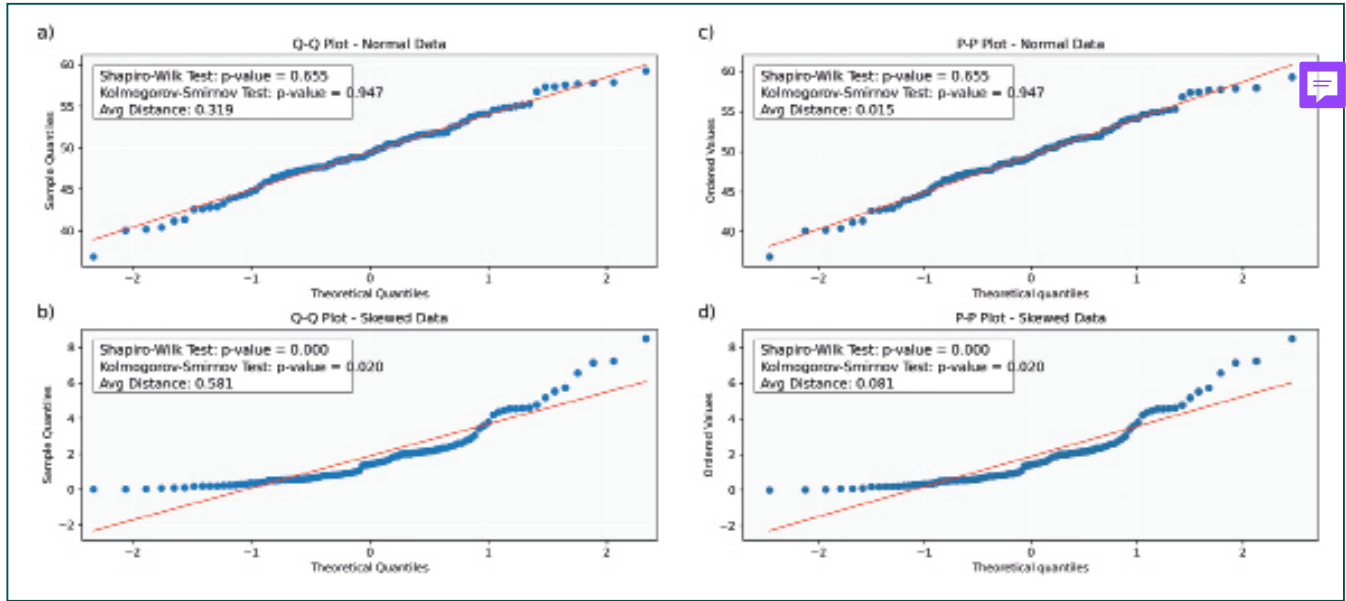 a)
Q-Q Plot - Normal Data
Shapiro-Wilk Test: p-value = 0.655
Kolmogorov-Smirnov Test: p-value = 0.947
Avg Distance: 0.319
Sample Quantiles
60
55
50
45
40
−2
−1
0
1
2
Theoretical Quantiles
c)
P-P Plot - Normal Data
Shapiro-Wilk Test: p-value = 0.655
Kolmogorov-Smirnov Test: p-value = 0.947
Avg Distance: 0.015
Ordered Values
60
55
50
45
40
−2
−1
0
1
2
Theoretical quantiles
b)
Q-Q Plot - Skewed Data
Shapiro-Wilk Test: p-value = 0.000
Kolmogorov-Smirnov Test: p-value = 0.020
Avg Distance: 0.581
Sample Quantiles
8
6
4
2
0
−2
−2
−1
0
1
2
Theoretical Quantiles
d)
P-P Plot - Skewed Data
Shapiro-Wilk Test: p-value = 0.000
Kolmogorov-Smirnov Test: p-value = 0.020
Avg Distance: 0.081
Ordered Values
8
6
4
2
0
−2
−2
−1
0
1
2
Theoretical quantiles